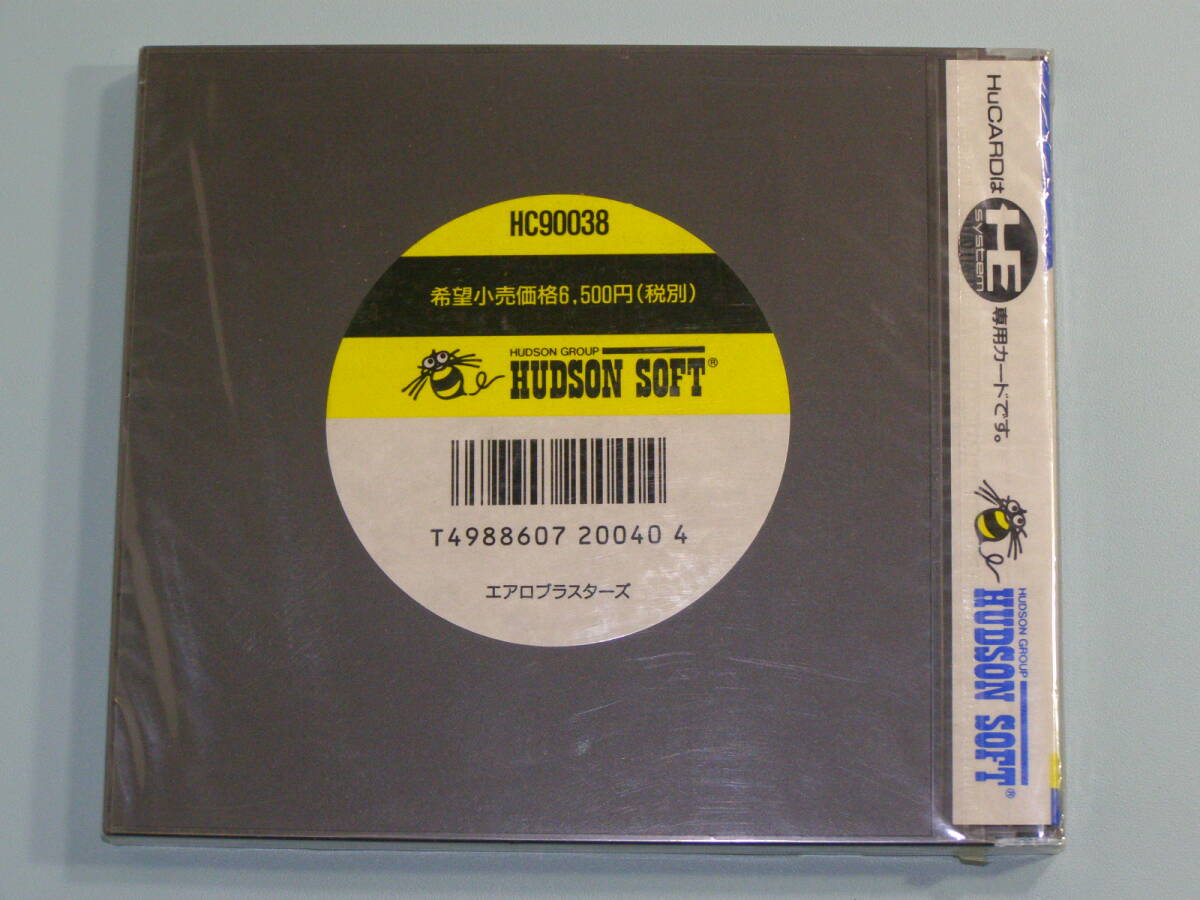 HC90038
希望小売価格6,500円(税別)
HUDSON GROUP
HUDSON SOFT®
T4988607 20040 4
エアロブラスターズ
HuCARDは HE system 専用カードです。
HUDSON GROUP
HUDSON SOFT®